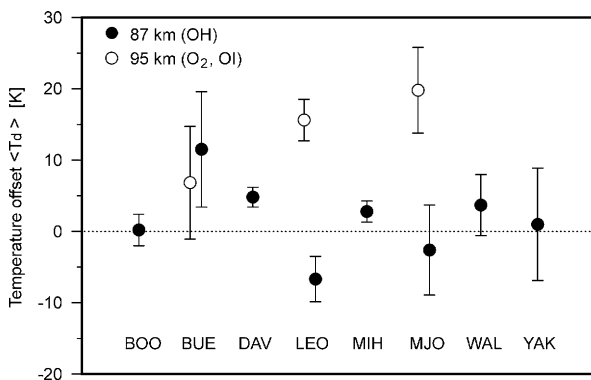 30
20
10
0
-10
-20
Temperature offset <Td> [K]
87 km (OH)
95 km (O2, OI)
BOO BUE DAV LEO MIH MJO WAL YAK